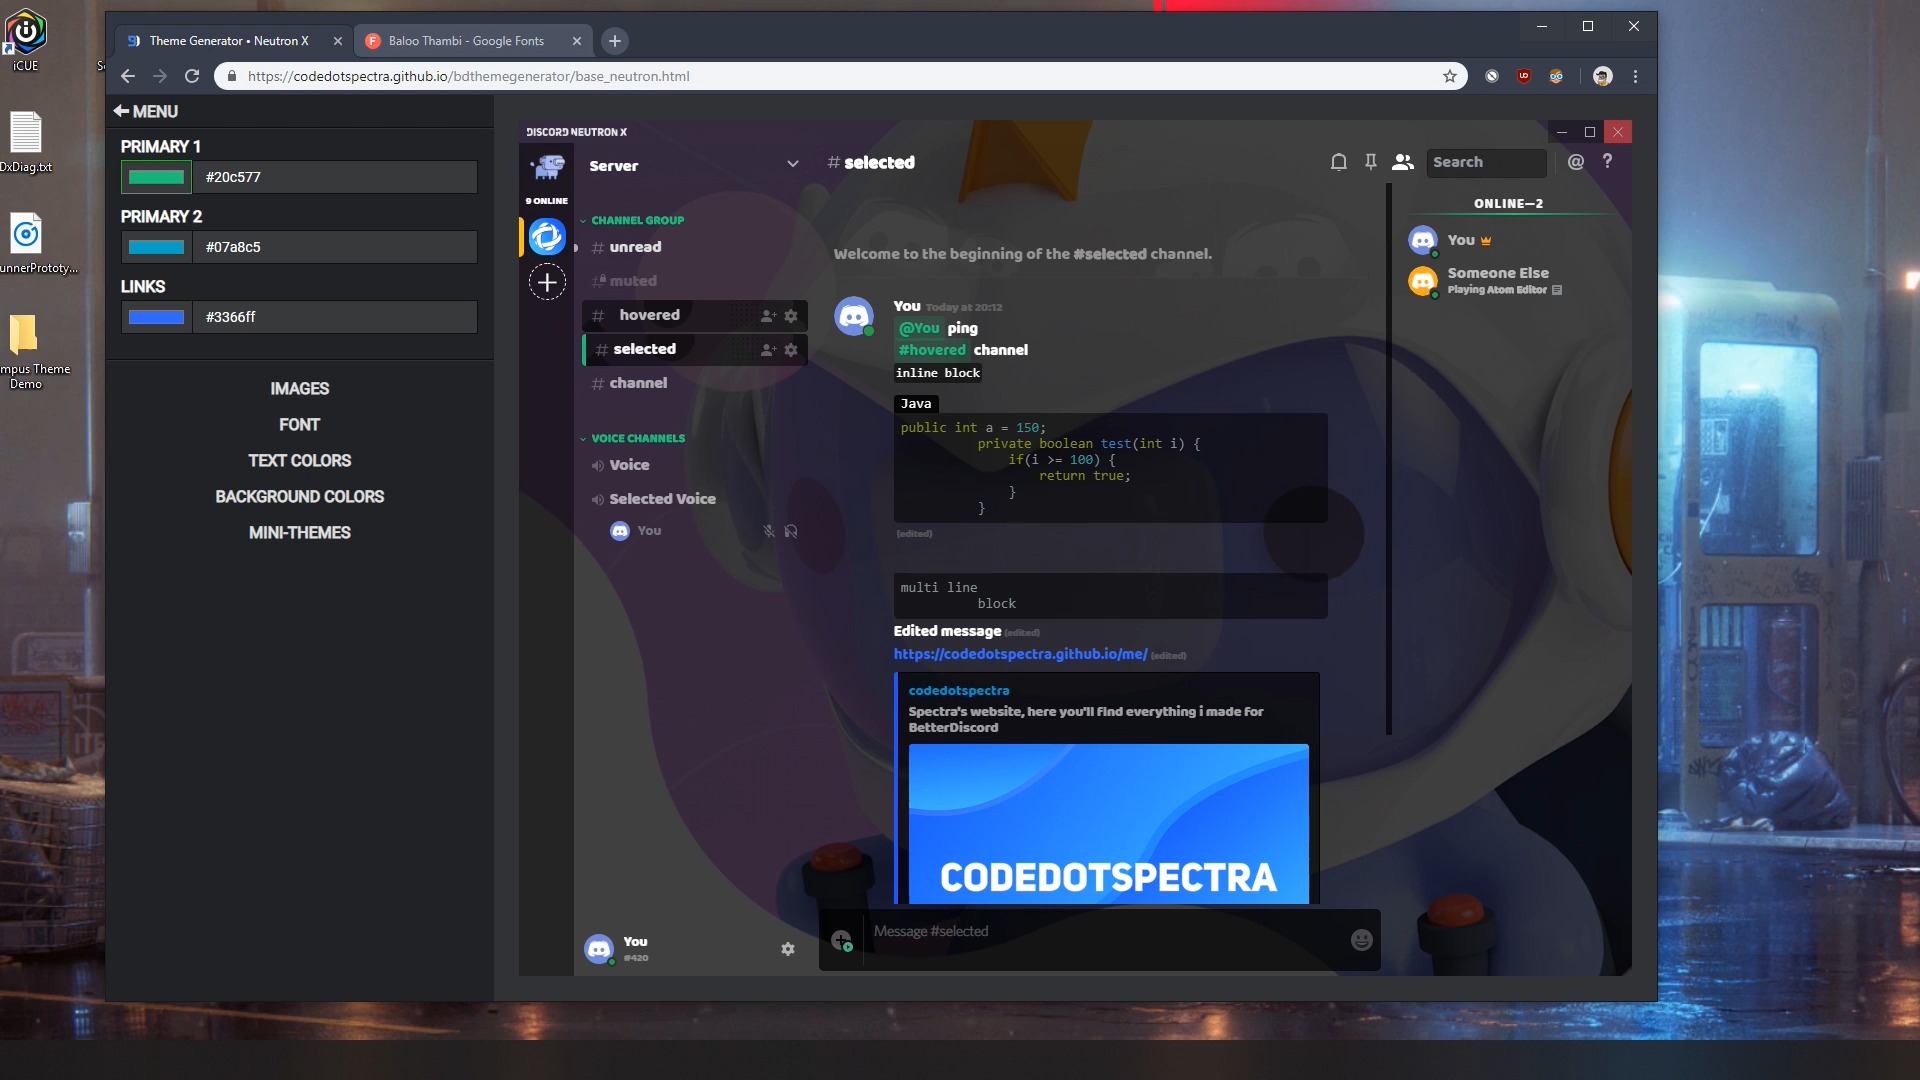 iCUE
DxDiag.txt
unnerPrototy...
mpus Theme
Demo
Theme Generator • Neutron X
Baloo Thambi - Google Fonts
https://codedotspectra.github.io/bdthemegenerator/base_neutron.html
MENU
PRIMARY 1
#20c577
PRIMARY 2
#07a8c5
LINKS
#3366ff
IMAGES
FONT
TEXT COLORS
BACKGROUND COLORS
MINI-THEMES
DISCORD NEUTRON X
9 ONLINE
Server
CHANNEL GROUP
# unread
muted
# hovered
# selected
# channel
VOICE CHANNELS
Voice
Selected Voice
You
You
#420
# selected
Search
@ ?
Welcome to the beginning of the #selected channel.
You Today at 20:12
@You ping
#hovered channel
inline block
Java
public int a = 150;
private boolean test(int i) {
if(i >= 100) {
return true;
}
}
(edited)
multi line
block
Edited message (edited)
https://codedotspectra.github.io/me/ (edited)
codedotspectra
Spectra's website, here you'll find everything i made for
BetterDiscord
CODEDOTSPECTRA
Message #selected
ONLINE—2
You
Someone Else
Playing Atom Editor